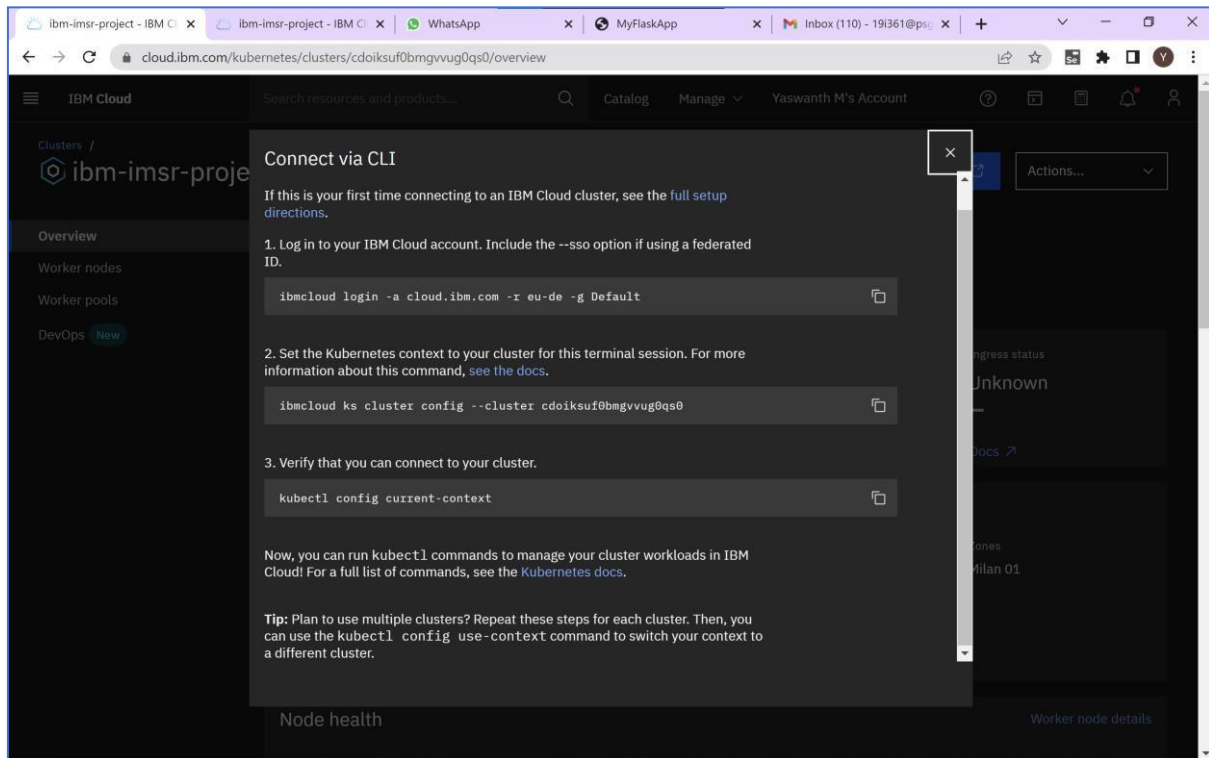 ibm-imsr-project - IBM Cl
ibm-imsr-project - IBM Cl
WhatsApp
MyFlaskApp
Inbox (110) - 19i361@psg
cloud.ibm.com/kubernetes/clusters/cdoiksuf0bmgvvug0qs0/overview
Se
Y
IBM Cloud
Search resources and products...
Catalog
Manage
Yaswanth M's Account
Clusters /
ibm-imsr-proje
Actions...
Overview
Worker nodes
Worker pools
DevOps New
Connect via CLI
If this is your first time connecting to an IBM Cloud cluster, see the full setup
directions.
1. Log in to your IBM Cloud account. Include the --sso option if using a federated
ID.
ibmcloud login -a cloud.ibm.com -r eu-de -g Default
2. Set the Kubernetes context to your cluster for this terminal session. For more
information about this command, see the docs.
ibmcloud ks cluster config --cluster cdoiksuf0bmgvvug0qs0
3. Verify that you can connect to your cluster.
kubectl config current-context
Now, you can run kubectl commands to manage your cluster workloads in IBM
Cloud! For a full list of commands, see the Kubernetes docs.
Tip: Plan to use multiple clusters? Repeat these steps for each cluster. Then, you
can use the kubectl config use-context command to switch your context to
a different cluster.
ngress status
Unknown
Docs
ones
Milan 01
Node health
Worker node details